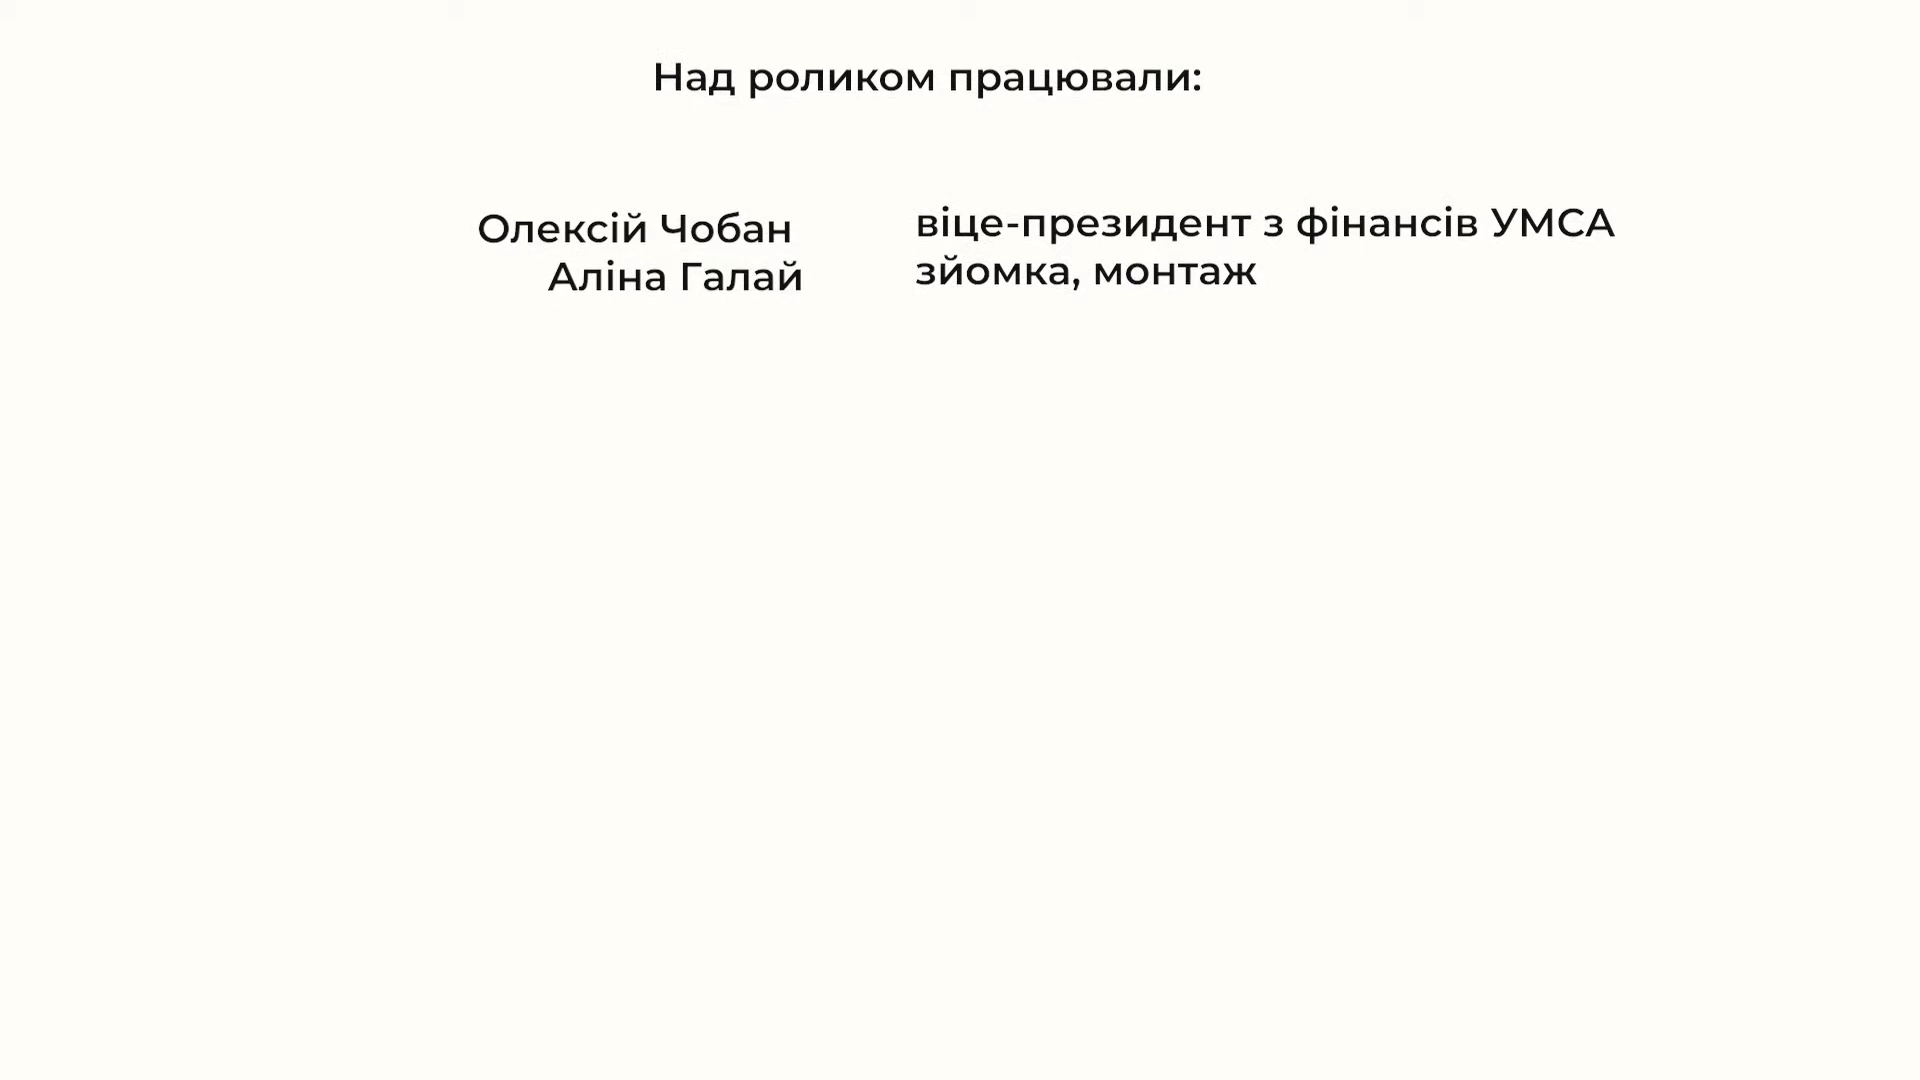 Над роликом працювали:
Олексій Чобан віце-президент з фінансів УМСА
Аліна Галай зйомка, монтаж